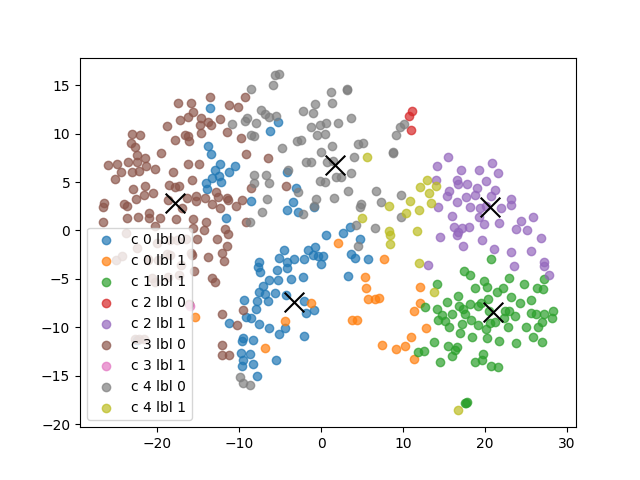 15
10
5
0
−5
−10
−15
−20
−20
−10
0
10
20
30
c 0 lbl 0
c 0 lbl 1
c 1 lbl 1
c 2 lbl 0
c 2 lbl 1
c 3 lbl 0
c 3 lbl 1
c 4 lbl 0
c 4 lbl 1